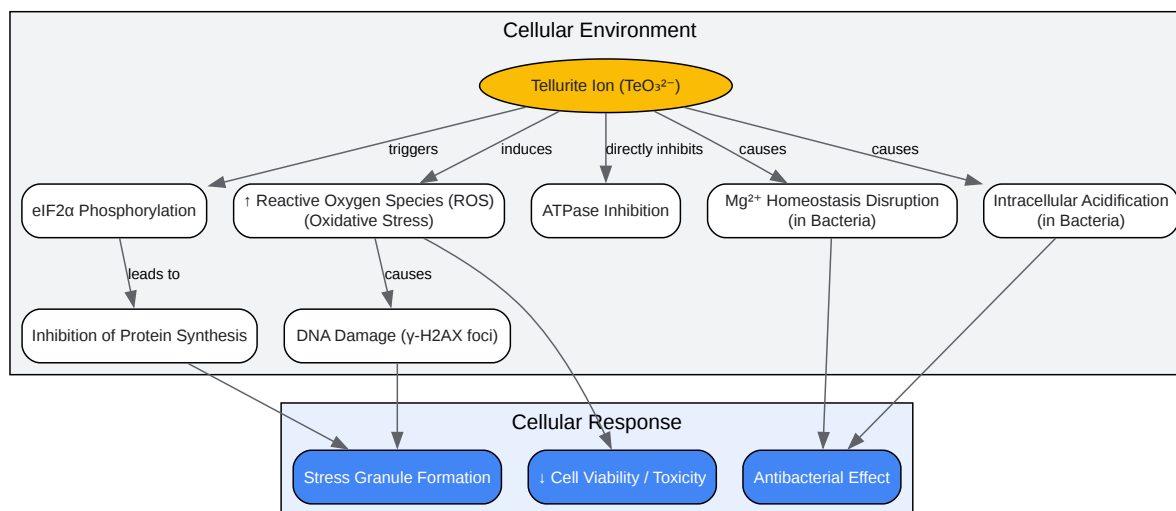 Cellular Environment
Tellurite Ion (TeO₃²⁻)
triggers
induces
directly inhibits
causes
causes
eIF2α Phosphorylation
↑ Reactive Oxygen Species (ROS)
(Oxidative Stress)
ATPase Inhibition
Mg²⁺ Homeostasis Disruption
(in Bacteria)
Intracellular Acidification
(in Bacteria)
leads to
causes
Inhibition of Protein Synthesis
DNA Damage (γ-H2AX foci)
Cellular Response
Stress Granule Formation
↓ Cell Viability / Toxicity
Antibacterial Effect